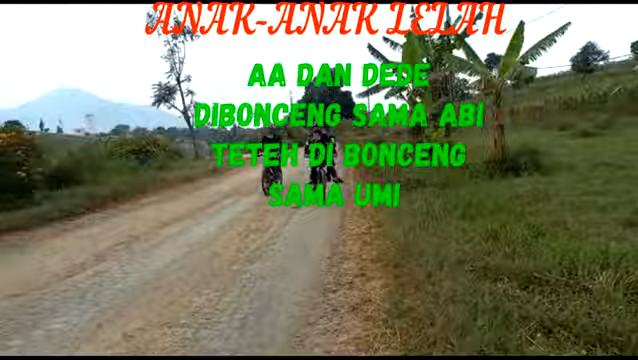 ANAK-ANAK LELAH
AA DAN DEDE
DIBONCENG SAMA ABI
TETEH DI BONCENG
SAMA UMI